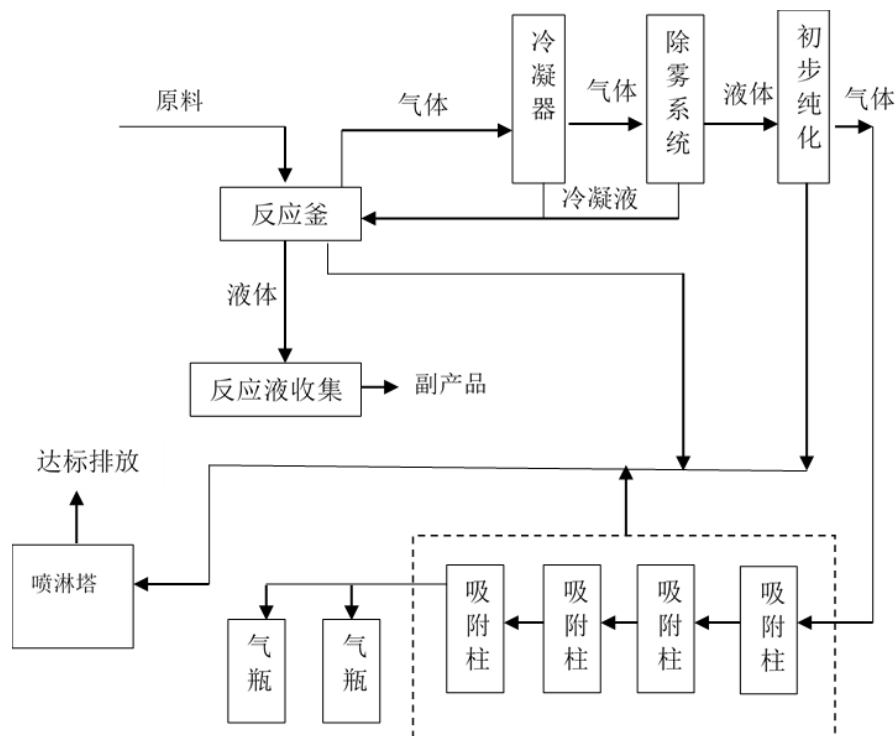 原料
气体
冷凝器
气体
除雾系统
液体
初步纯化
气体
反应釜
冷凝液
液体
反应液收集
副产品
达标排放
喷淋塔
气瓶
气瓶
吸附柱
吸附柱
吸附柱
吸附柱